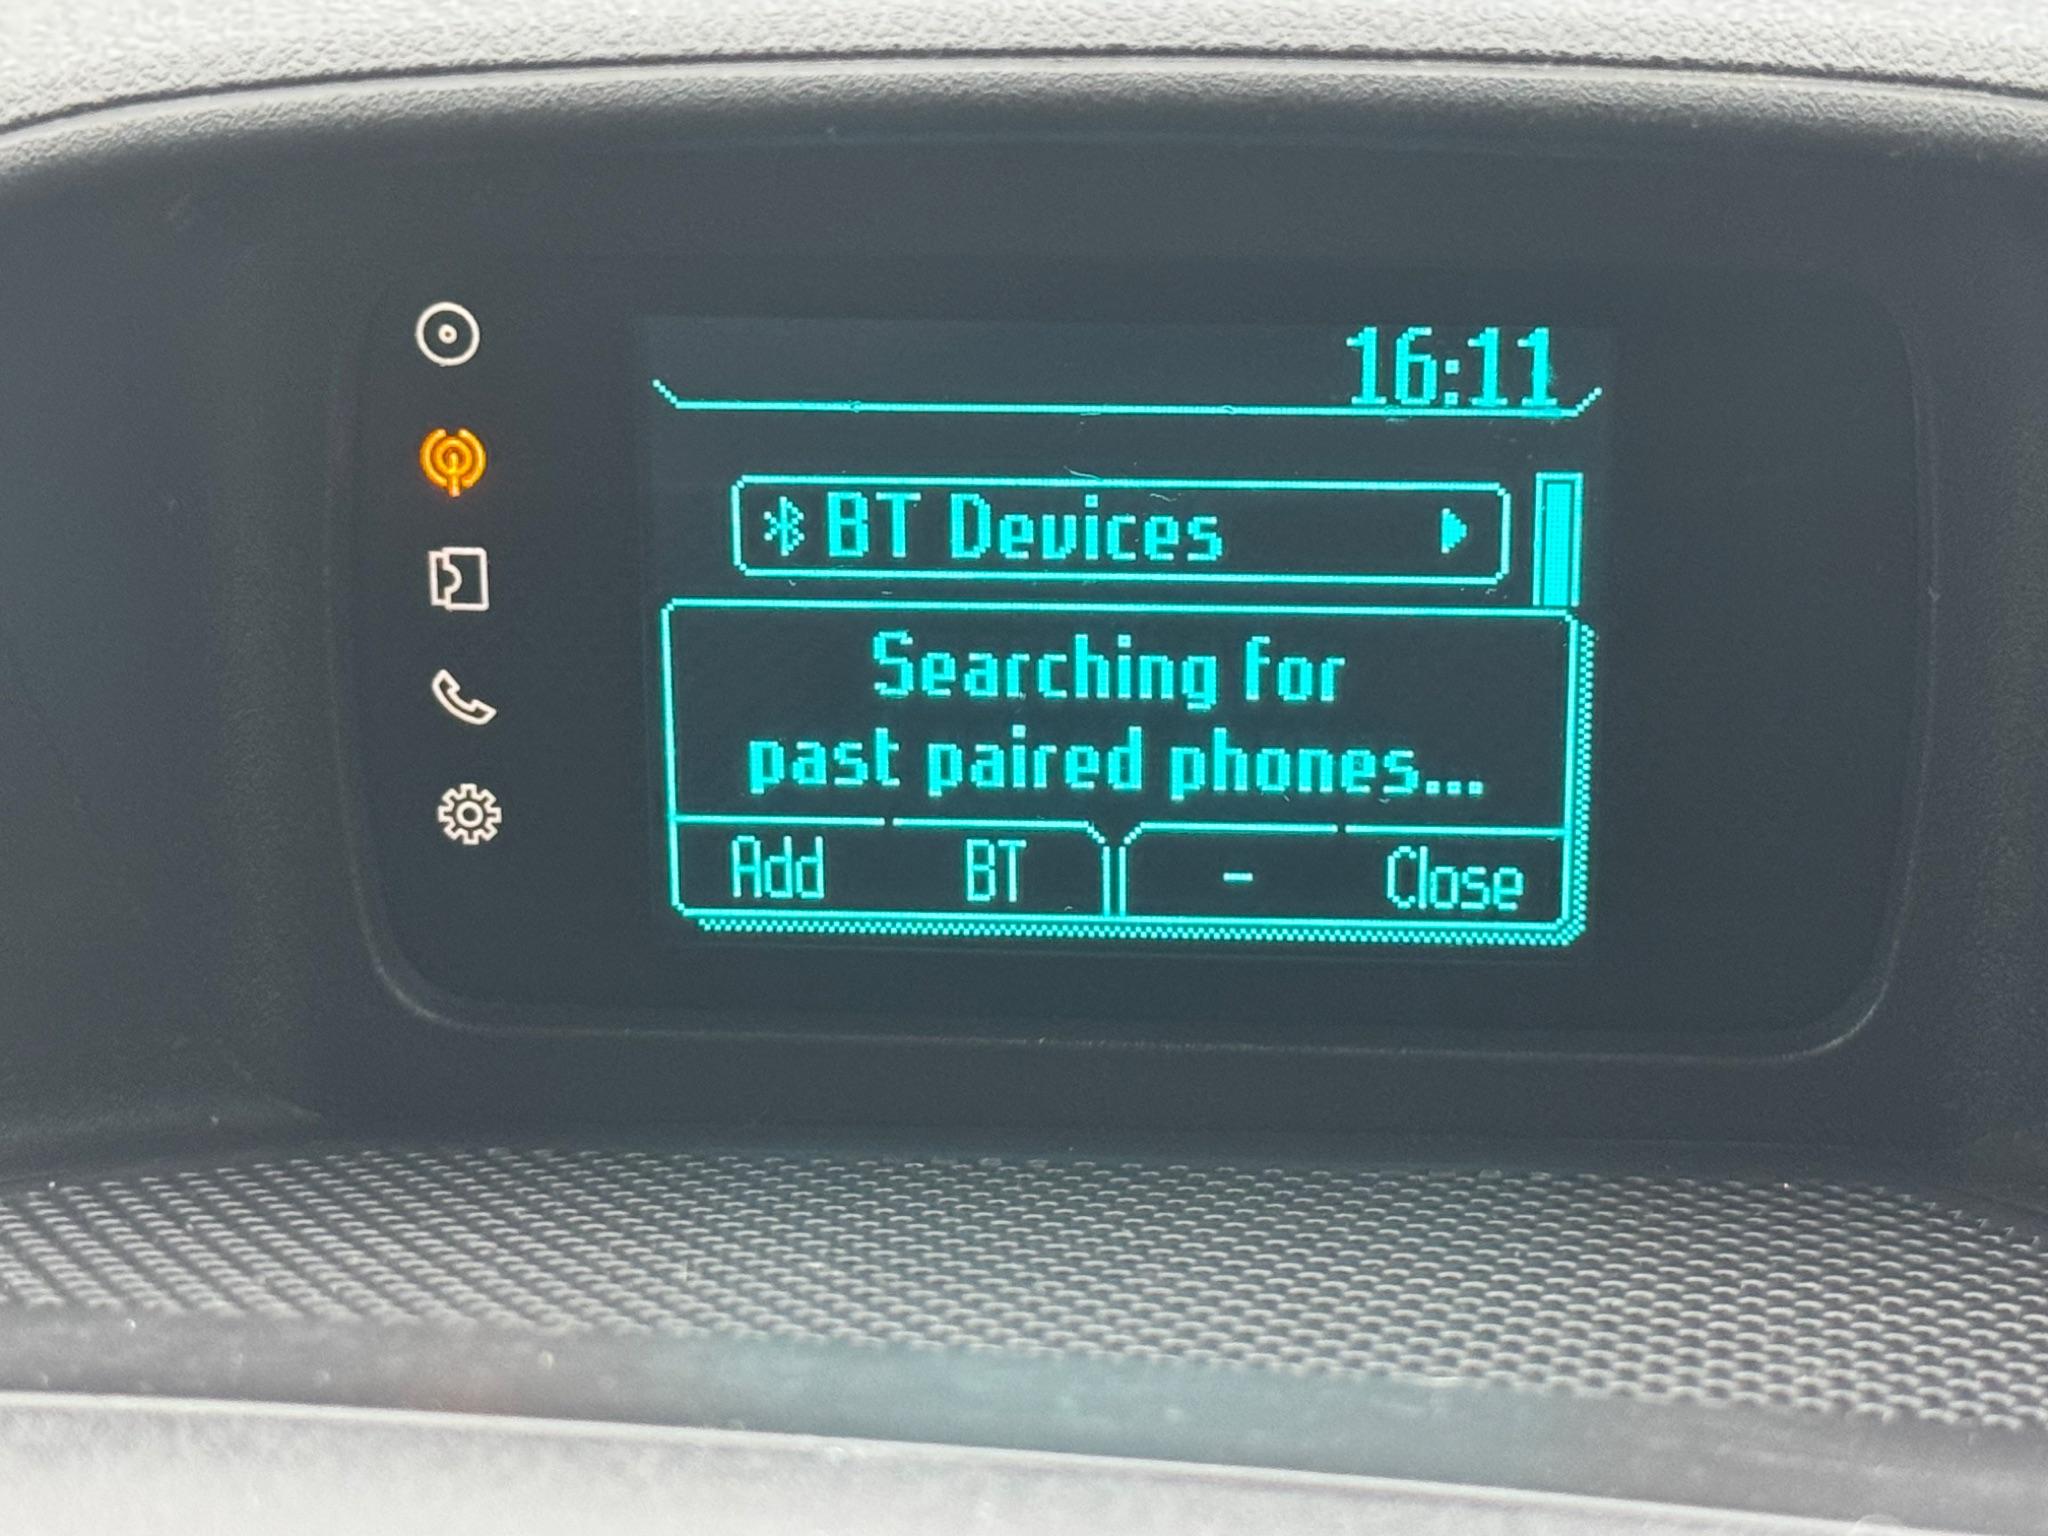 16:11
BT Devices
Searching for
past paired phones...
Add BT - Close